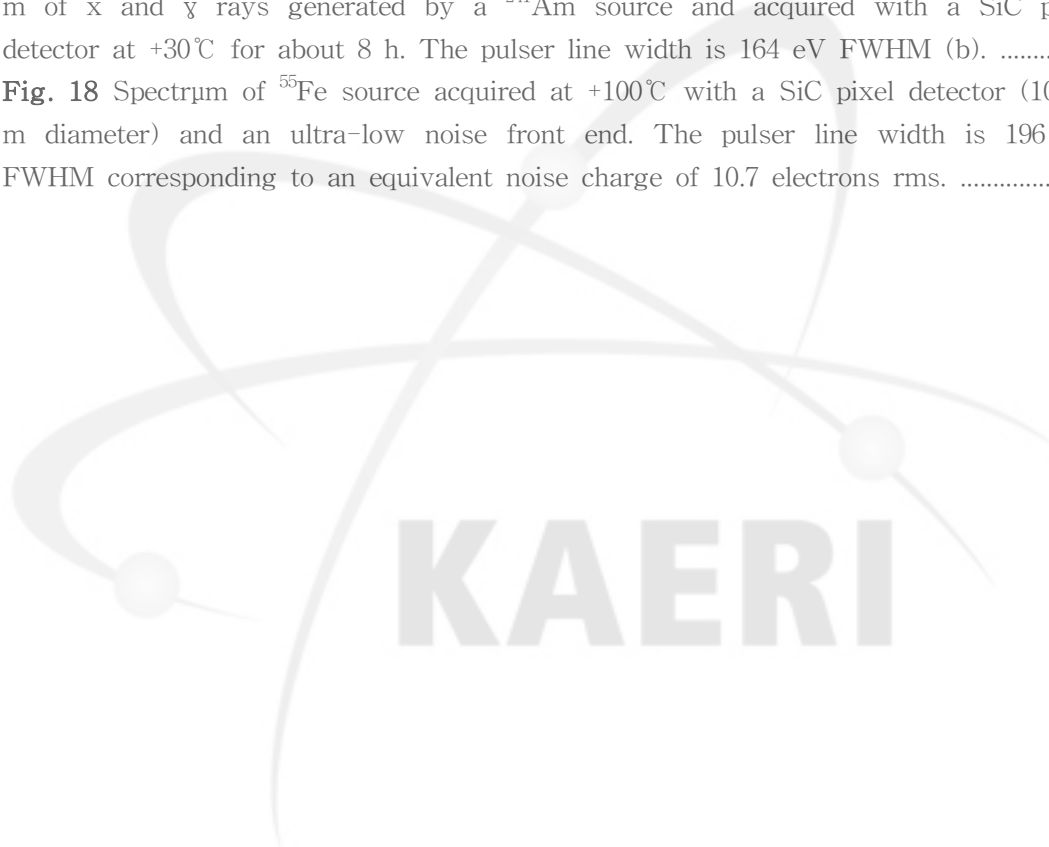 m of x and ɣ rays generated by a ²⁴¹Am source and acquired with a SiC p
detector at +30℃ for about 8 h. The pulser line width is 164 eV FWHM (b). ........
Fig. 18 Spectrμm of ⁵⁵Fe source acquired at +100℃ with a SiC pixel detector (10
m diameter) and an ultra-low noise front end. The pulser line width is 196
FWHM corresponding to an equivalent noise charge of 10.7 electrons rms. ..............
KAERI